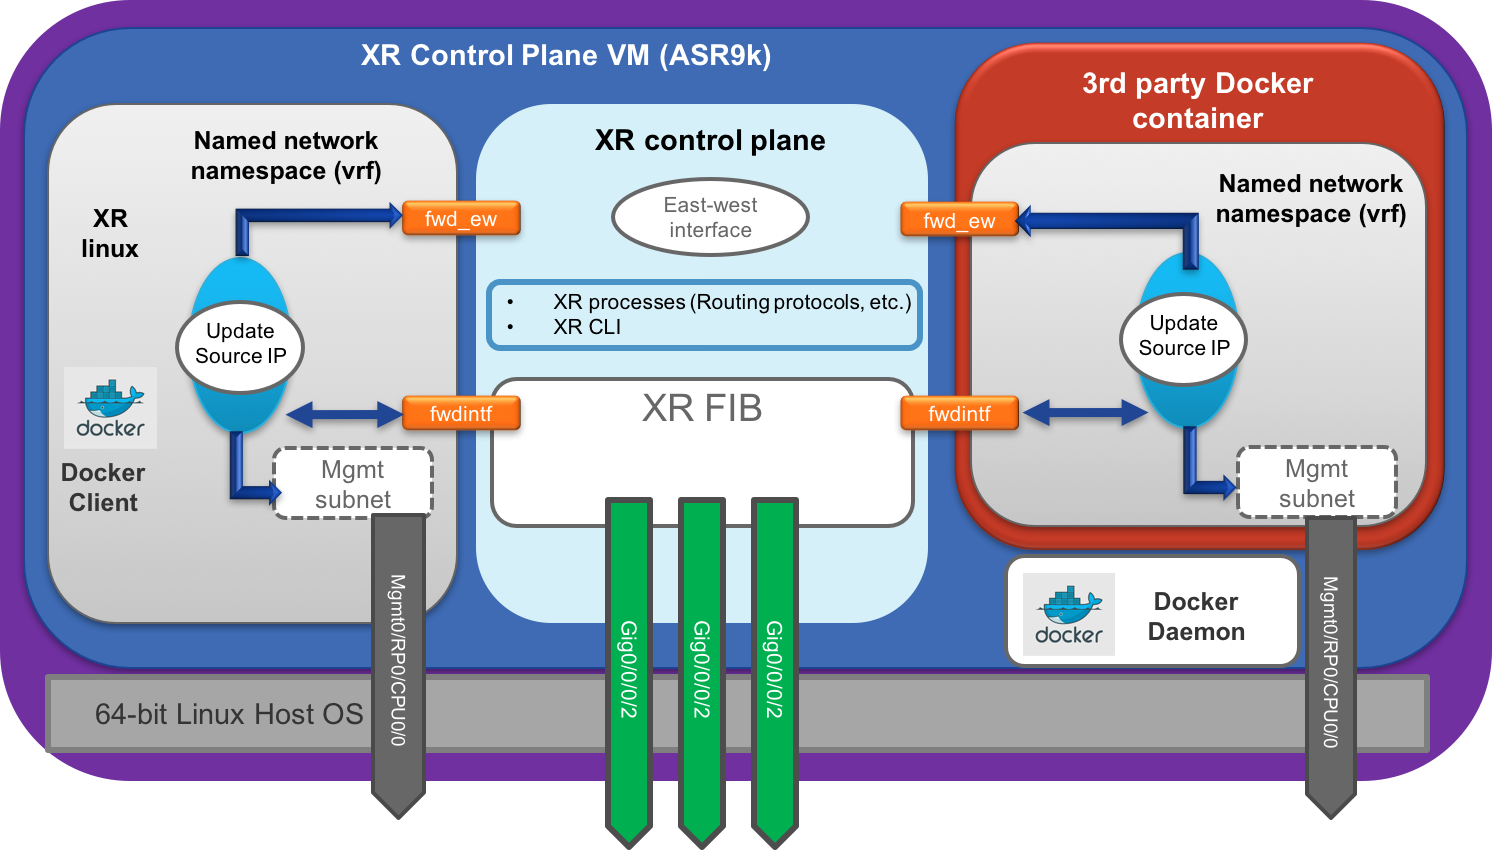 XR Control Plane VM (ASR9k)
Named network
namespace (vrf)
XR
linux
fwd_ew
Update
Source IP
docker
Docker
Client
fwdintf
Mgmt
subnet
Mgmt0/RP0/CPU0/0
XR control plane
East-west
interface
• XR processes (Routing protocols, etc.)
• XR CLI
XR FIB
Gig0/0/0/2
Gig0/0/0/2
Gig0/0/0/2
3rd party Docker
container
Named network
namespace (vrf)
fwd_ew
Update
Source IP
fwdintf
Mgmt
subnet
Mgmt0/RP0/CPU0/0
docker
Docker
Daemon
64-bit Linux Host OS